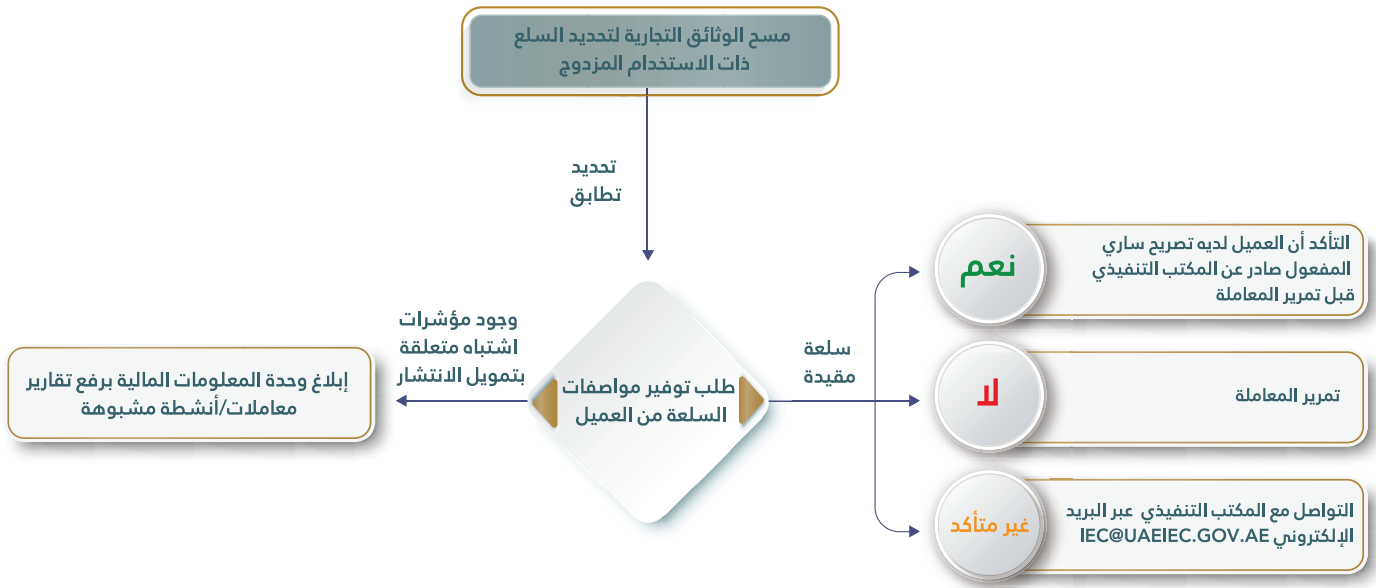 مسح الوثائق التجارية لتحديد السلع
ذات الاستخدام المزدوج
تحديد
تطابق
طلب توفير مواصفات
السلعة من العميل
سلعة
مقيدة
نعم
التأكد أن العميل لديه تصريح ساري
المفعول صادر عن المكتب التنفيذي
قبل تمرير المعاملة
لا
تمرير المعاملة
غير متأكد
التواصل مع المكتب التنفيذي عبر البريد
الإلكتروني IEC@UAEIEC.GOV.AE
وجود مؤشرات
اشتباه متعلقة
بتمويل الانتشار
إبلاغ وحدة المعلومات المالية برفع تقارير
معاملات/أنشطة مشبوهة